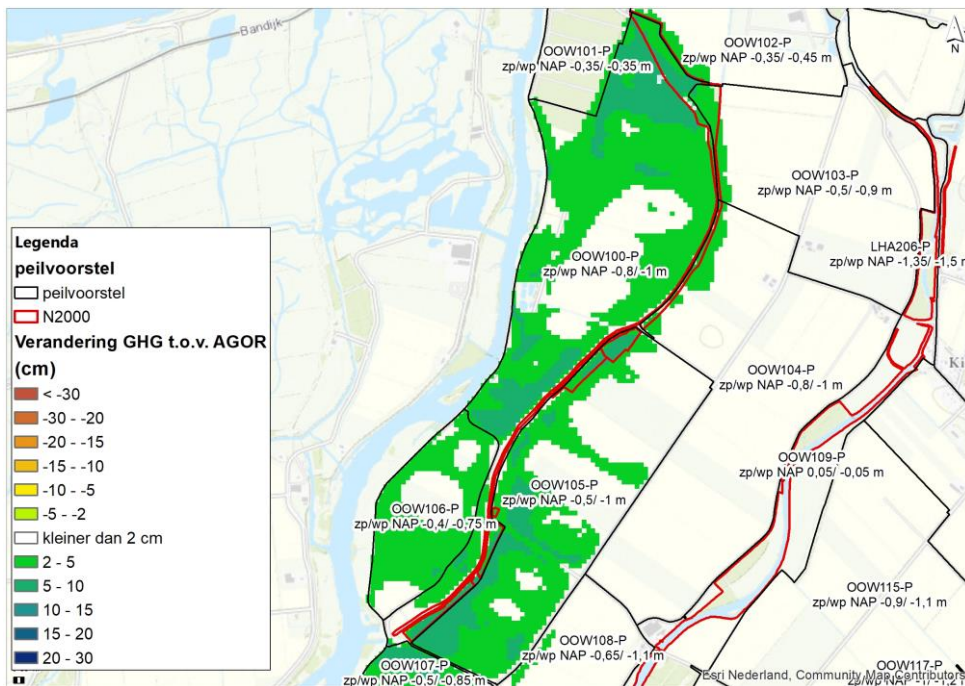 Bandijk
N
OOW101-P
zp/wp NAP -0,35/ -0,35 m
OOW102-P
zp/wp NAP -0,35/ -0,45 m
OOW103-P
zp/wp NAP -0,5/ -0,9 m
LHA206-P
zp/wp NAP -1,35/ -1,5 m
OOW100-P
zp/wp NAP -0,8/ -1 m
Ki
OOW104-P
zp/wp NAP -0,8/ -1 m
OOW109-P
zp/wp NAP 0,05/ -0,05 m
OOW105-P
zp/wp NAP -0,5/ -1 m
OOW106-P
zp/wp NAP -0,4/ -0,75 m
OOW115-P
zp/wp NAP -0,9/ -1,1 m
OOW108-P
zp/wp NAP -0,65/ -1,1 m
OOW107-P
zp/wp NAP -0,5/ -0,85 m
OOW117-P
Legenda
peilvoorstel
peilvoorstel
N2000
Verandering GHG t.o.v. AGOR
(cm)
< -30
-30 - -20
-20 - -15
-15 - -10
-10 - -5
-5 - -2
kleiner dan 2 cm
2 - 5
5 - 10
10 - 15
15 - 20
20 - 30
Esri Nederland, Community Map Contributors